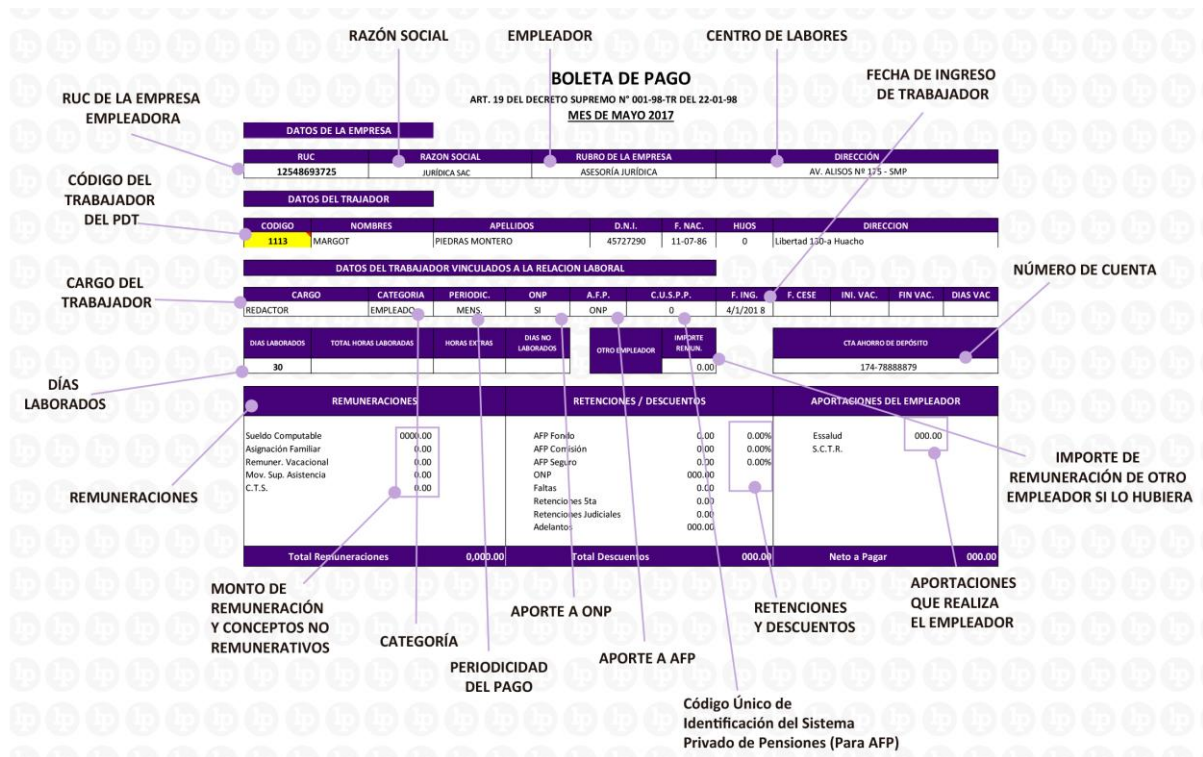 RAZÓN SOCIAL EMPLEADOR CENTRO DE LABORES
FECHA DE INGRESO
DE TRABAJADOR
BOLETA DE PAGO
ART. 19 DEL DECRETO SUPREMO N° 001-98-TR DEL 22-01-98
MES DE MAYO 2017
RUC DE LA EMPRESA
EMPLEADORA
DATOS DE LA EMPRESA
RUC RAZON SOCIAL RUBRO DE LA EMPRESA DIRECCIÓN
12548693725 JURÍDICA SAC ASESORÍA JURÍDICA AV. ALISOS Nº 175 - SMP
CÓDIGO DEL
TRABAJADOR
DEL PDT
DATOS DEL TRAJADOR
CODIGO NOMBRES APELLIDOS D.N.I. F. NAC. HIJOS DIRECCION
1113 MARGOT PIEDRAS MONTERO 45727290 11-07-86 0 Libertad 130-a Huacho
DATOS DEL TRABAJADOR VINCULADOS A LA RELACION LABORAL
NÚMERO DE CUENTA
CARGO DEL
TRABAJADOR
CARGO CATEGORIA PERIODIC. ONP A.F.P. C.U.S.P.P. F. ING. F. CESE INI. VAC. FIN VAC. DIAS VAC
REDACTOR EMPLEADO MENS. SI ONP 0 4/1/201 8
DIAS LABORADOS TOTAL HORAS LABORADAS HORAS EXTRAS DIAS NO LABORADOS OTRO EMPLEADOR IMPORTE REMUN. CTA AHORRO DE DEPÓSITO
30 0.00 174-78888879
DÍAS
LABORADOS
REMUNERACIONES RETENCIONES / DESCUENTOS APORTACIONES DEL EMPLEADOR
Sueldo Computable 0000.00 AFP Fondo 0.00 0.00% Essalud 000.00
Asignación Familiar 0.00 AFP Comisión 0.00 0.00% S.C.T.R.
Remuner. Vacacional 0.00 AFP Seguro 0.00 0.00%
Mov. Sup. Asistencia 0.00 ONP 000.00
C.T.S. 0.00 Faltas 0.00
Retenciones 5ta 0.00
Retenciones Judiciales 0.00
Adelantos 000.00
REMUNERACIONES
IMPORTE DE
REMUNERACIÓN DE OTRO
EMPLEADOR SI LO HUBIERA
Total Remuneraciones 0,000.00 Total Descuentos 000.00 Neto a Pagar 000.00
MONTO DE
REMUNERACIÓN
Y CONCEPTOS NO
REMUNERATIVOS
CATEGORÍA
PERIODICIDAD
DEL PAGO
APORTE A ONP
APORTE A AFP
RETENCIONES
Y DESCUENTOS
APORTACIONES
QUE REALIZA
EL EMPLEADOR
Código Único de
Identificación del Sistema
Privado de Pensiones (Para AFP)